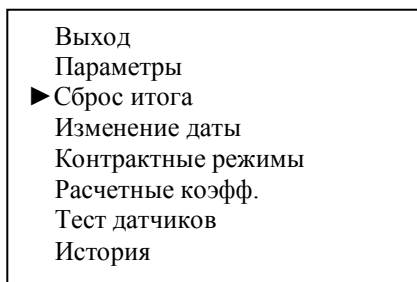 Выход
Параметры
►Сброс итога
Изменение даты
Контрактные режимы
Расчетные коэфф.
Тест датчиков
История